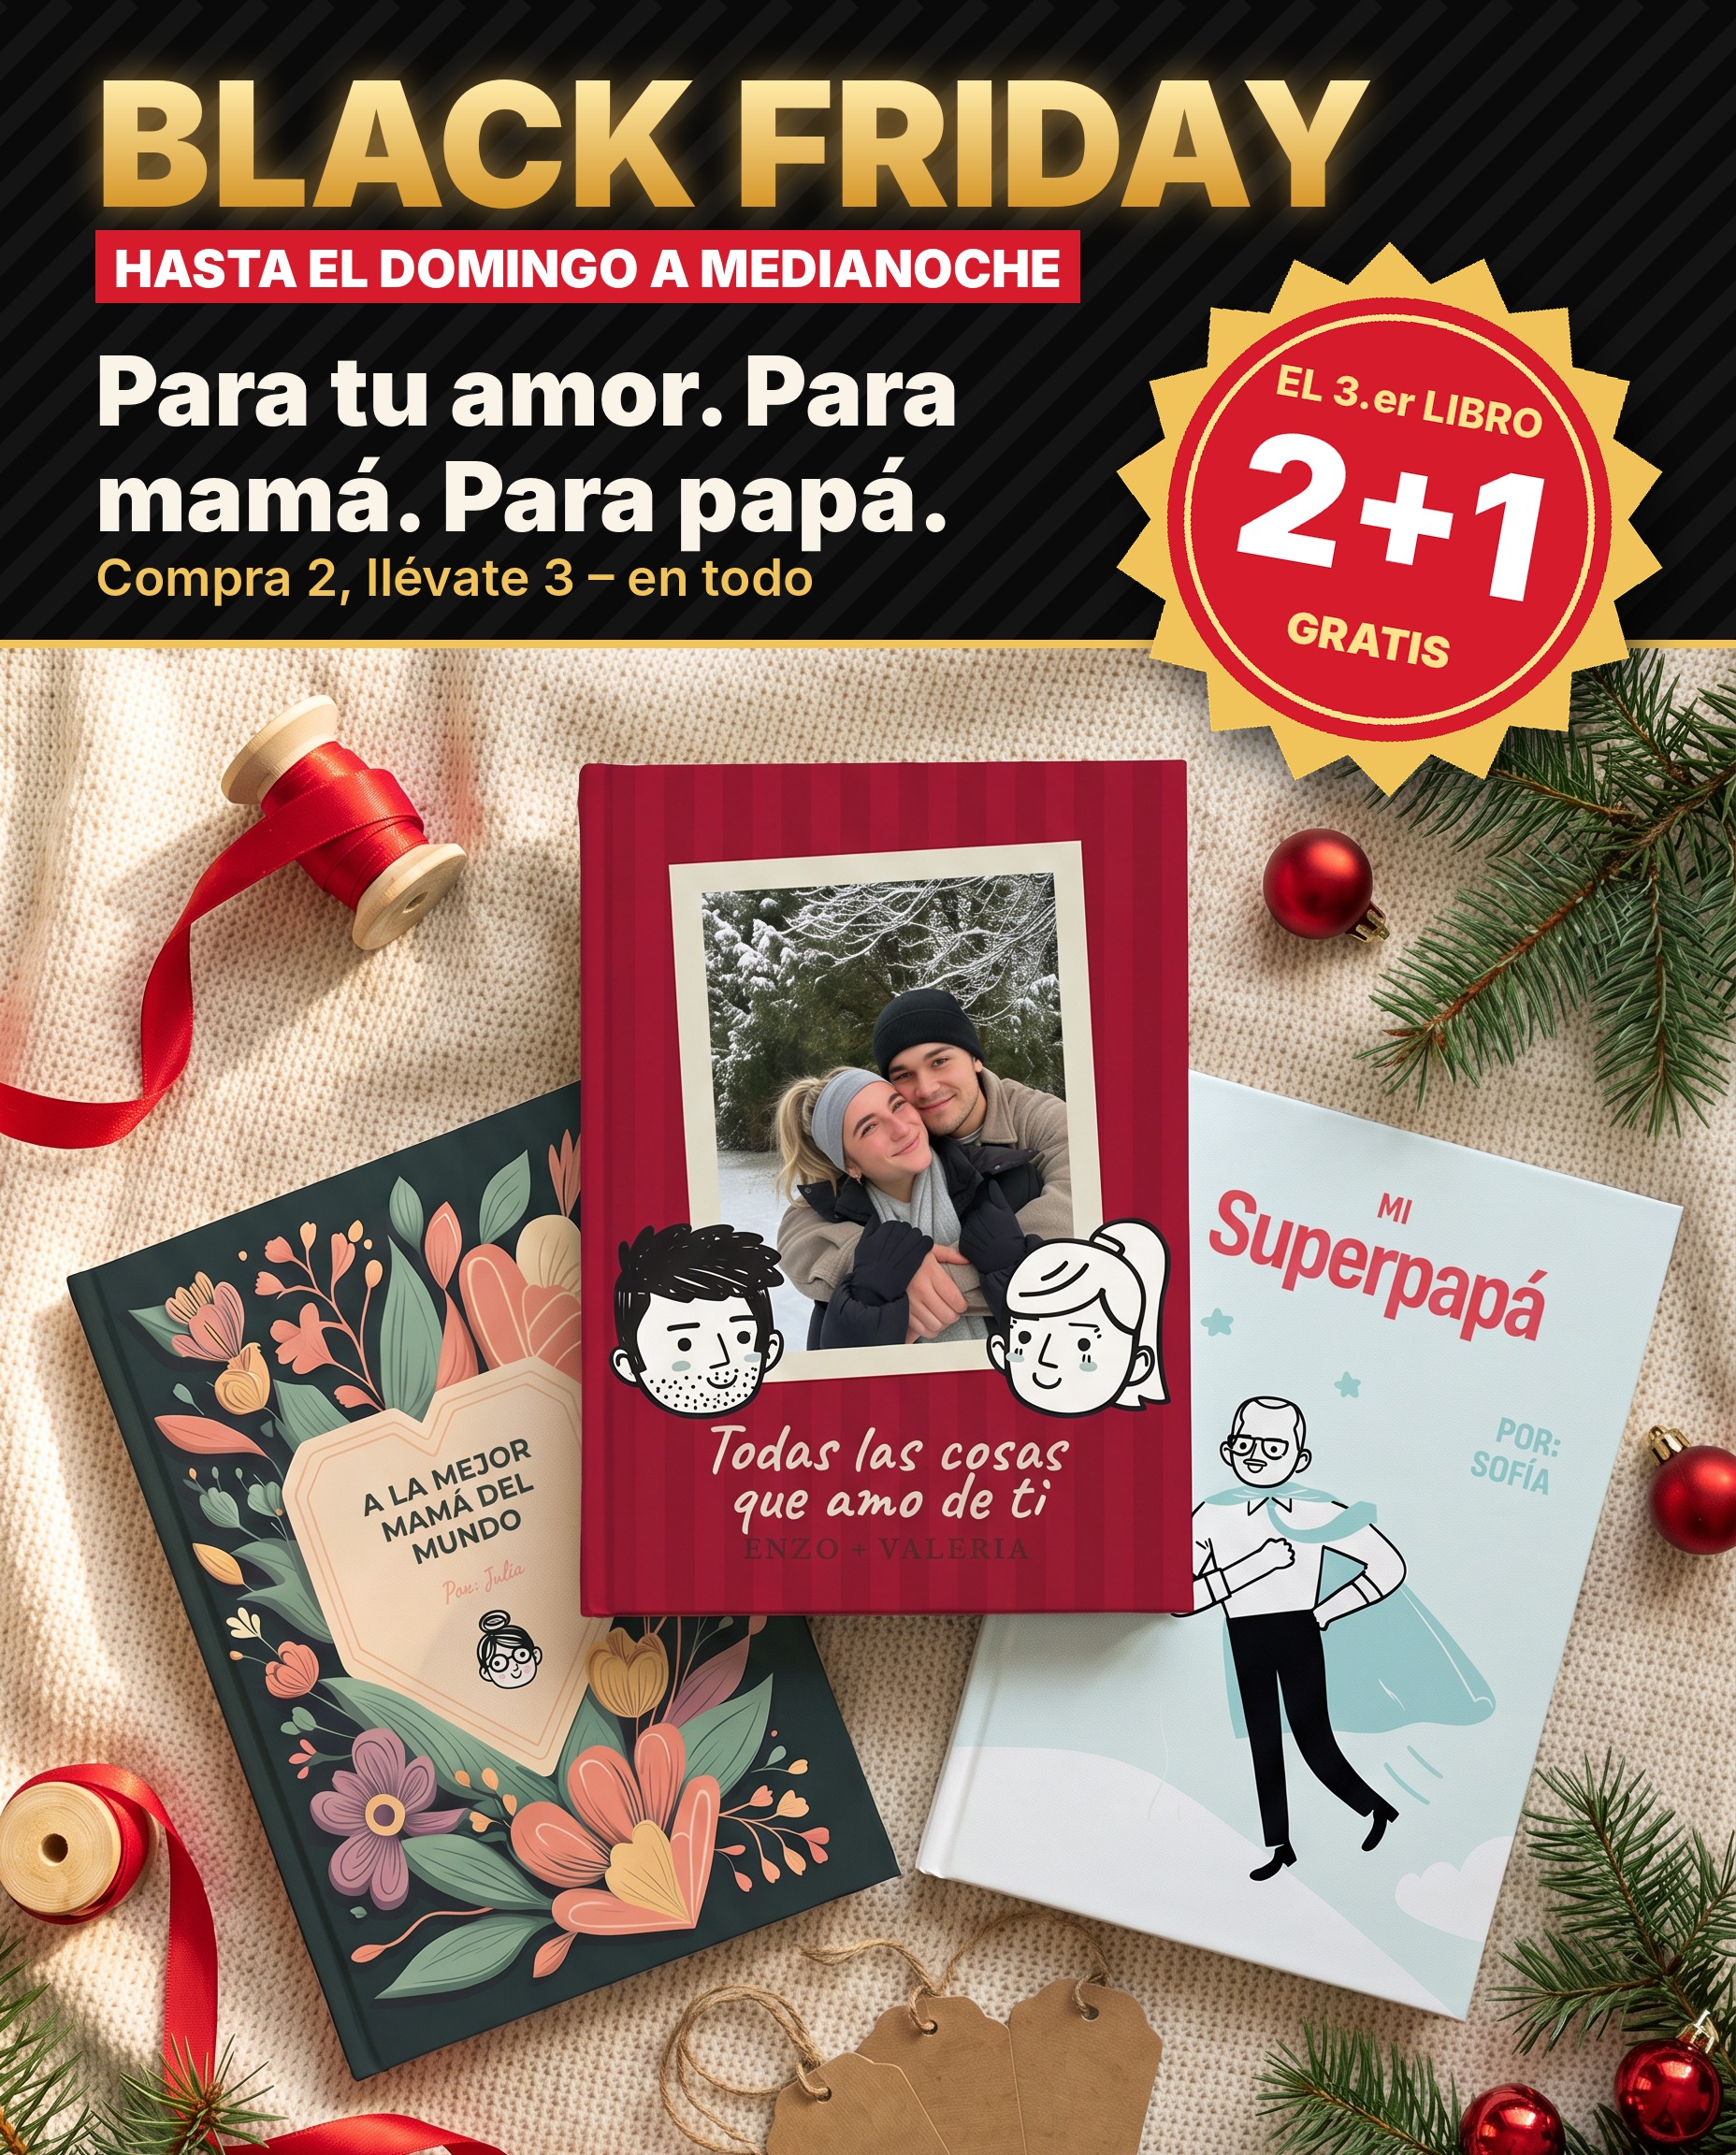 BLACK FRIDAY
HASTA EL DOMINGO A MEDIANOCHE
Para tu amor. Para
mamá. Para papá.
Compra 2, llévate 3 – en todo
EL 3.er LIBRO
2+1
GRATIS
Todas las cosas
que amo de ti
ENZO + VALERIA
A LA MEJOR
MAMÁ DEL
MUNDO
Por: Julia
MI
Superpapá
POR:
SOFÍA